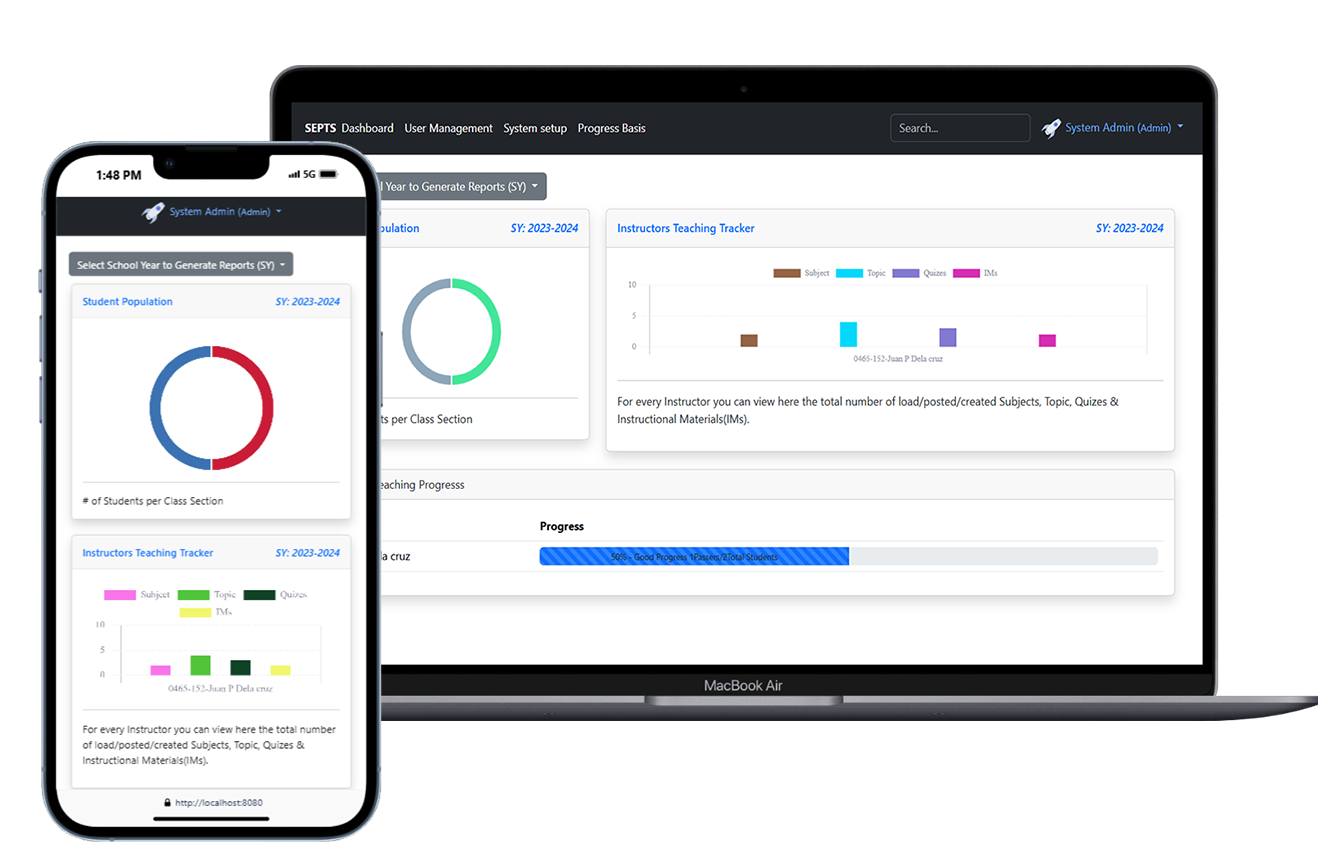 1:48 PM
5G
System Admin (Admin)
Select School Year to Generate Reports (SY)
Student Population SY: 2023-2024
# of Students per Class Section
Instructors Teaching Tracker SY: 2023-2024
Subject Topic Quizes
IMs
10
5
0
0465-152-Juan P Dela cruz
For every Instructor you can view here the total number
of load/posted/created Subjects, Topic, Quizes &
Instructional Materials(IMs).
http://localhost:8080
SEPTS Dashboard User Management System setup Progress Basis Search... System Admin (Admin)
Year to Generate Reports (SY)
pulation SY: 2023-2024
ts per Class Section
Instructors Teaching Tracker SY: 2023-2024
Subject Topic Quizes IMs
10
5
0
0465-152-Juan P Dela cruz
For every Instructor you can view here the total number of load/posted/created Subjects, Topic, Quizes &
Instructional Materials(IMs).
eaching Progresss
Progress
la cruz 50% - Good Progress 1Passers/2Total Students
MacBook Air